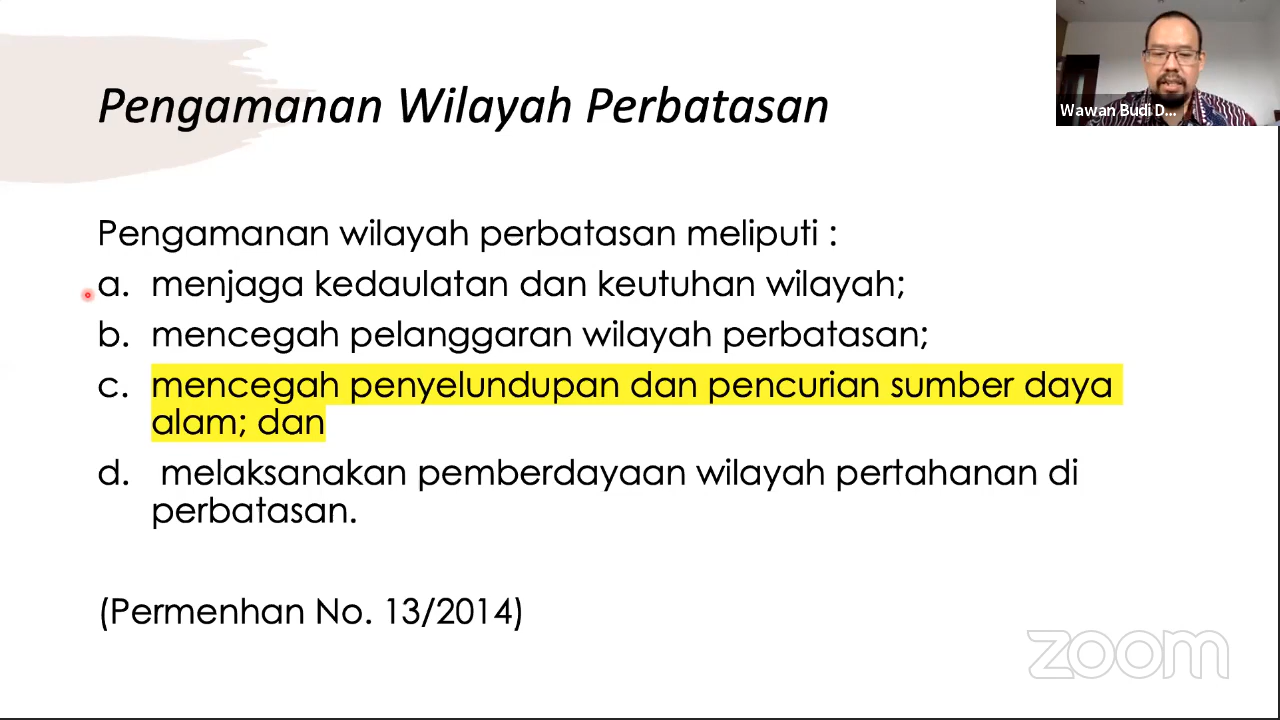 Pengamanan Wilayah Perbatasan
Wawan Budi D...
Pengamanan wilayah perbatasan meliputi :
a. menjaga kedaulatan dan keutuhan wilayah;
b. mencegah pelanggaran wilayah perbatasan;
c. mencegah penyelundupan dan pencurian sumber daya
alam; dan
d. melaksanakan pemberdayaan wilayah pertahanan di
perbatasan.
(Permenhan No. 13/2014)
zoom